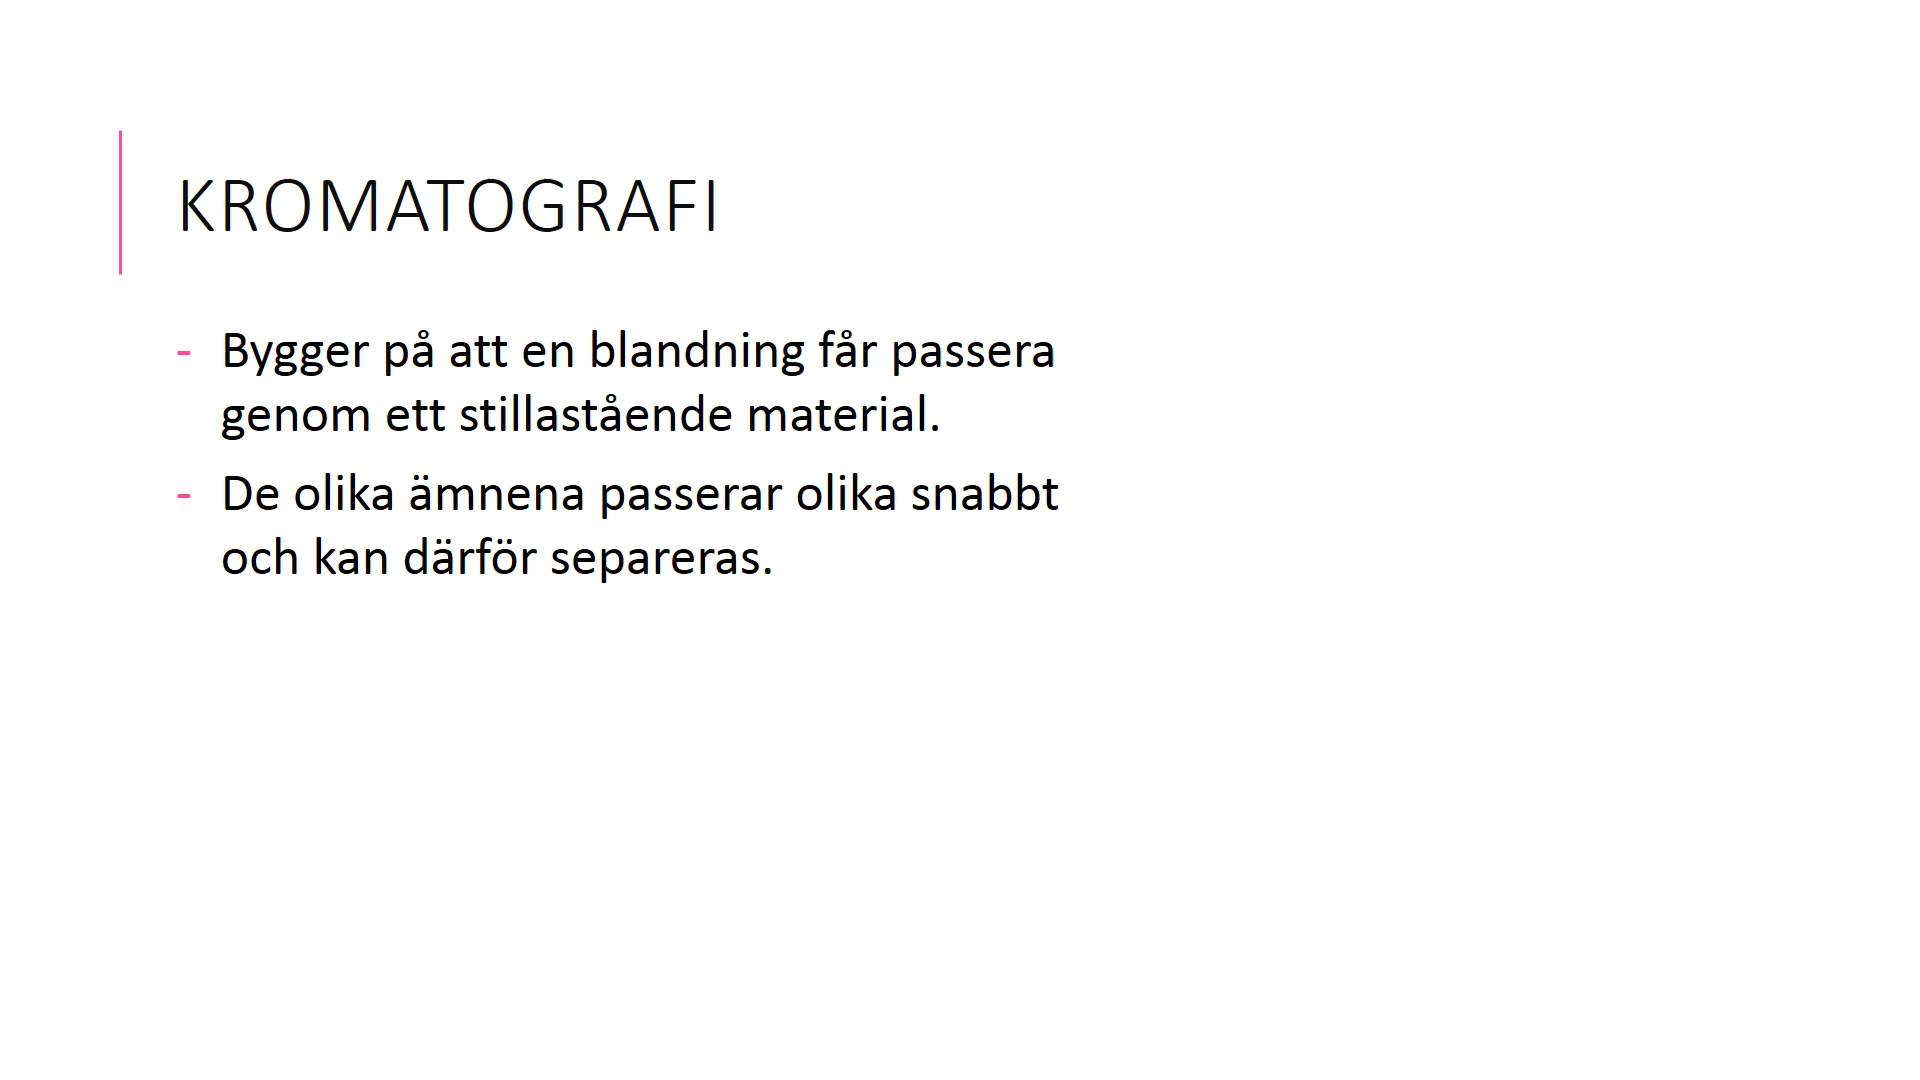 KROMATOGRAFI
- Bygger på att en blandning får passera
genom ett stillastående material.
- De olika ämnena passerar olika snabbt
och kan därför separeras.